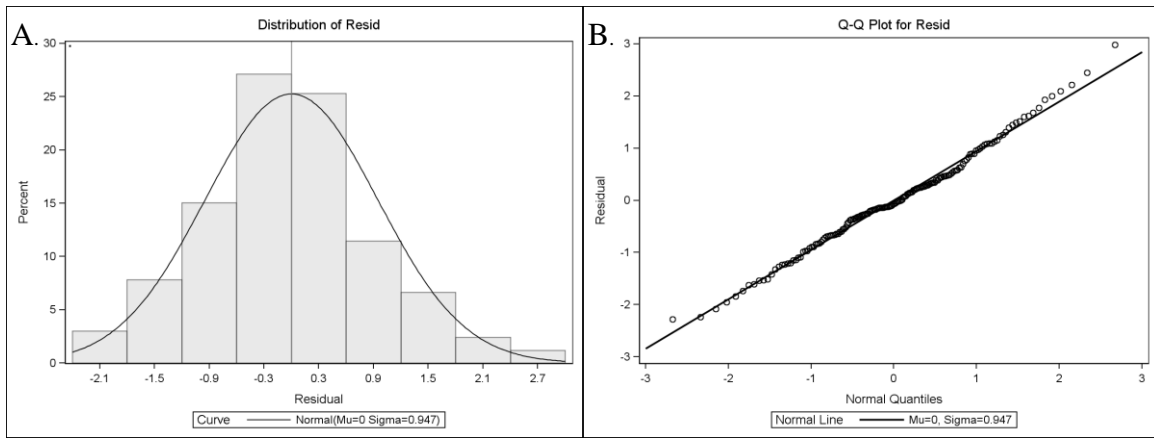 A.
Distribution of Resid
30
25
20
15
10
5
0
Percent
-2.1 -1.5 -0.9 -0.3 0.3 0.9 1.5 2.1 2.7
Residual
Curve Normal(Mu=0 Sigma=0.947)
B.
Q-Q Plot for Resid
3
2
1
0
-1
-2
-3
Residual
-3 -2 -1 0 1 2 3
Normal Quantiles
Normal Line Mu=0, Sigma=0.947